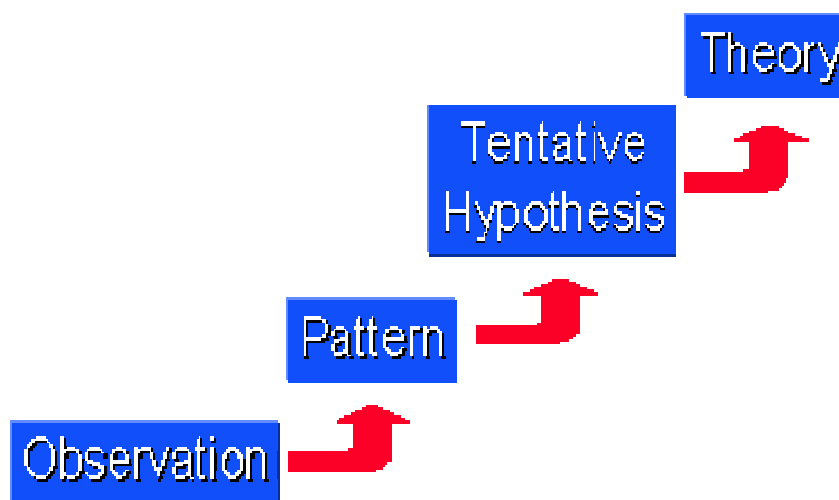 Theory
Tentative
Hypothesis
Pattern
Observation